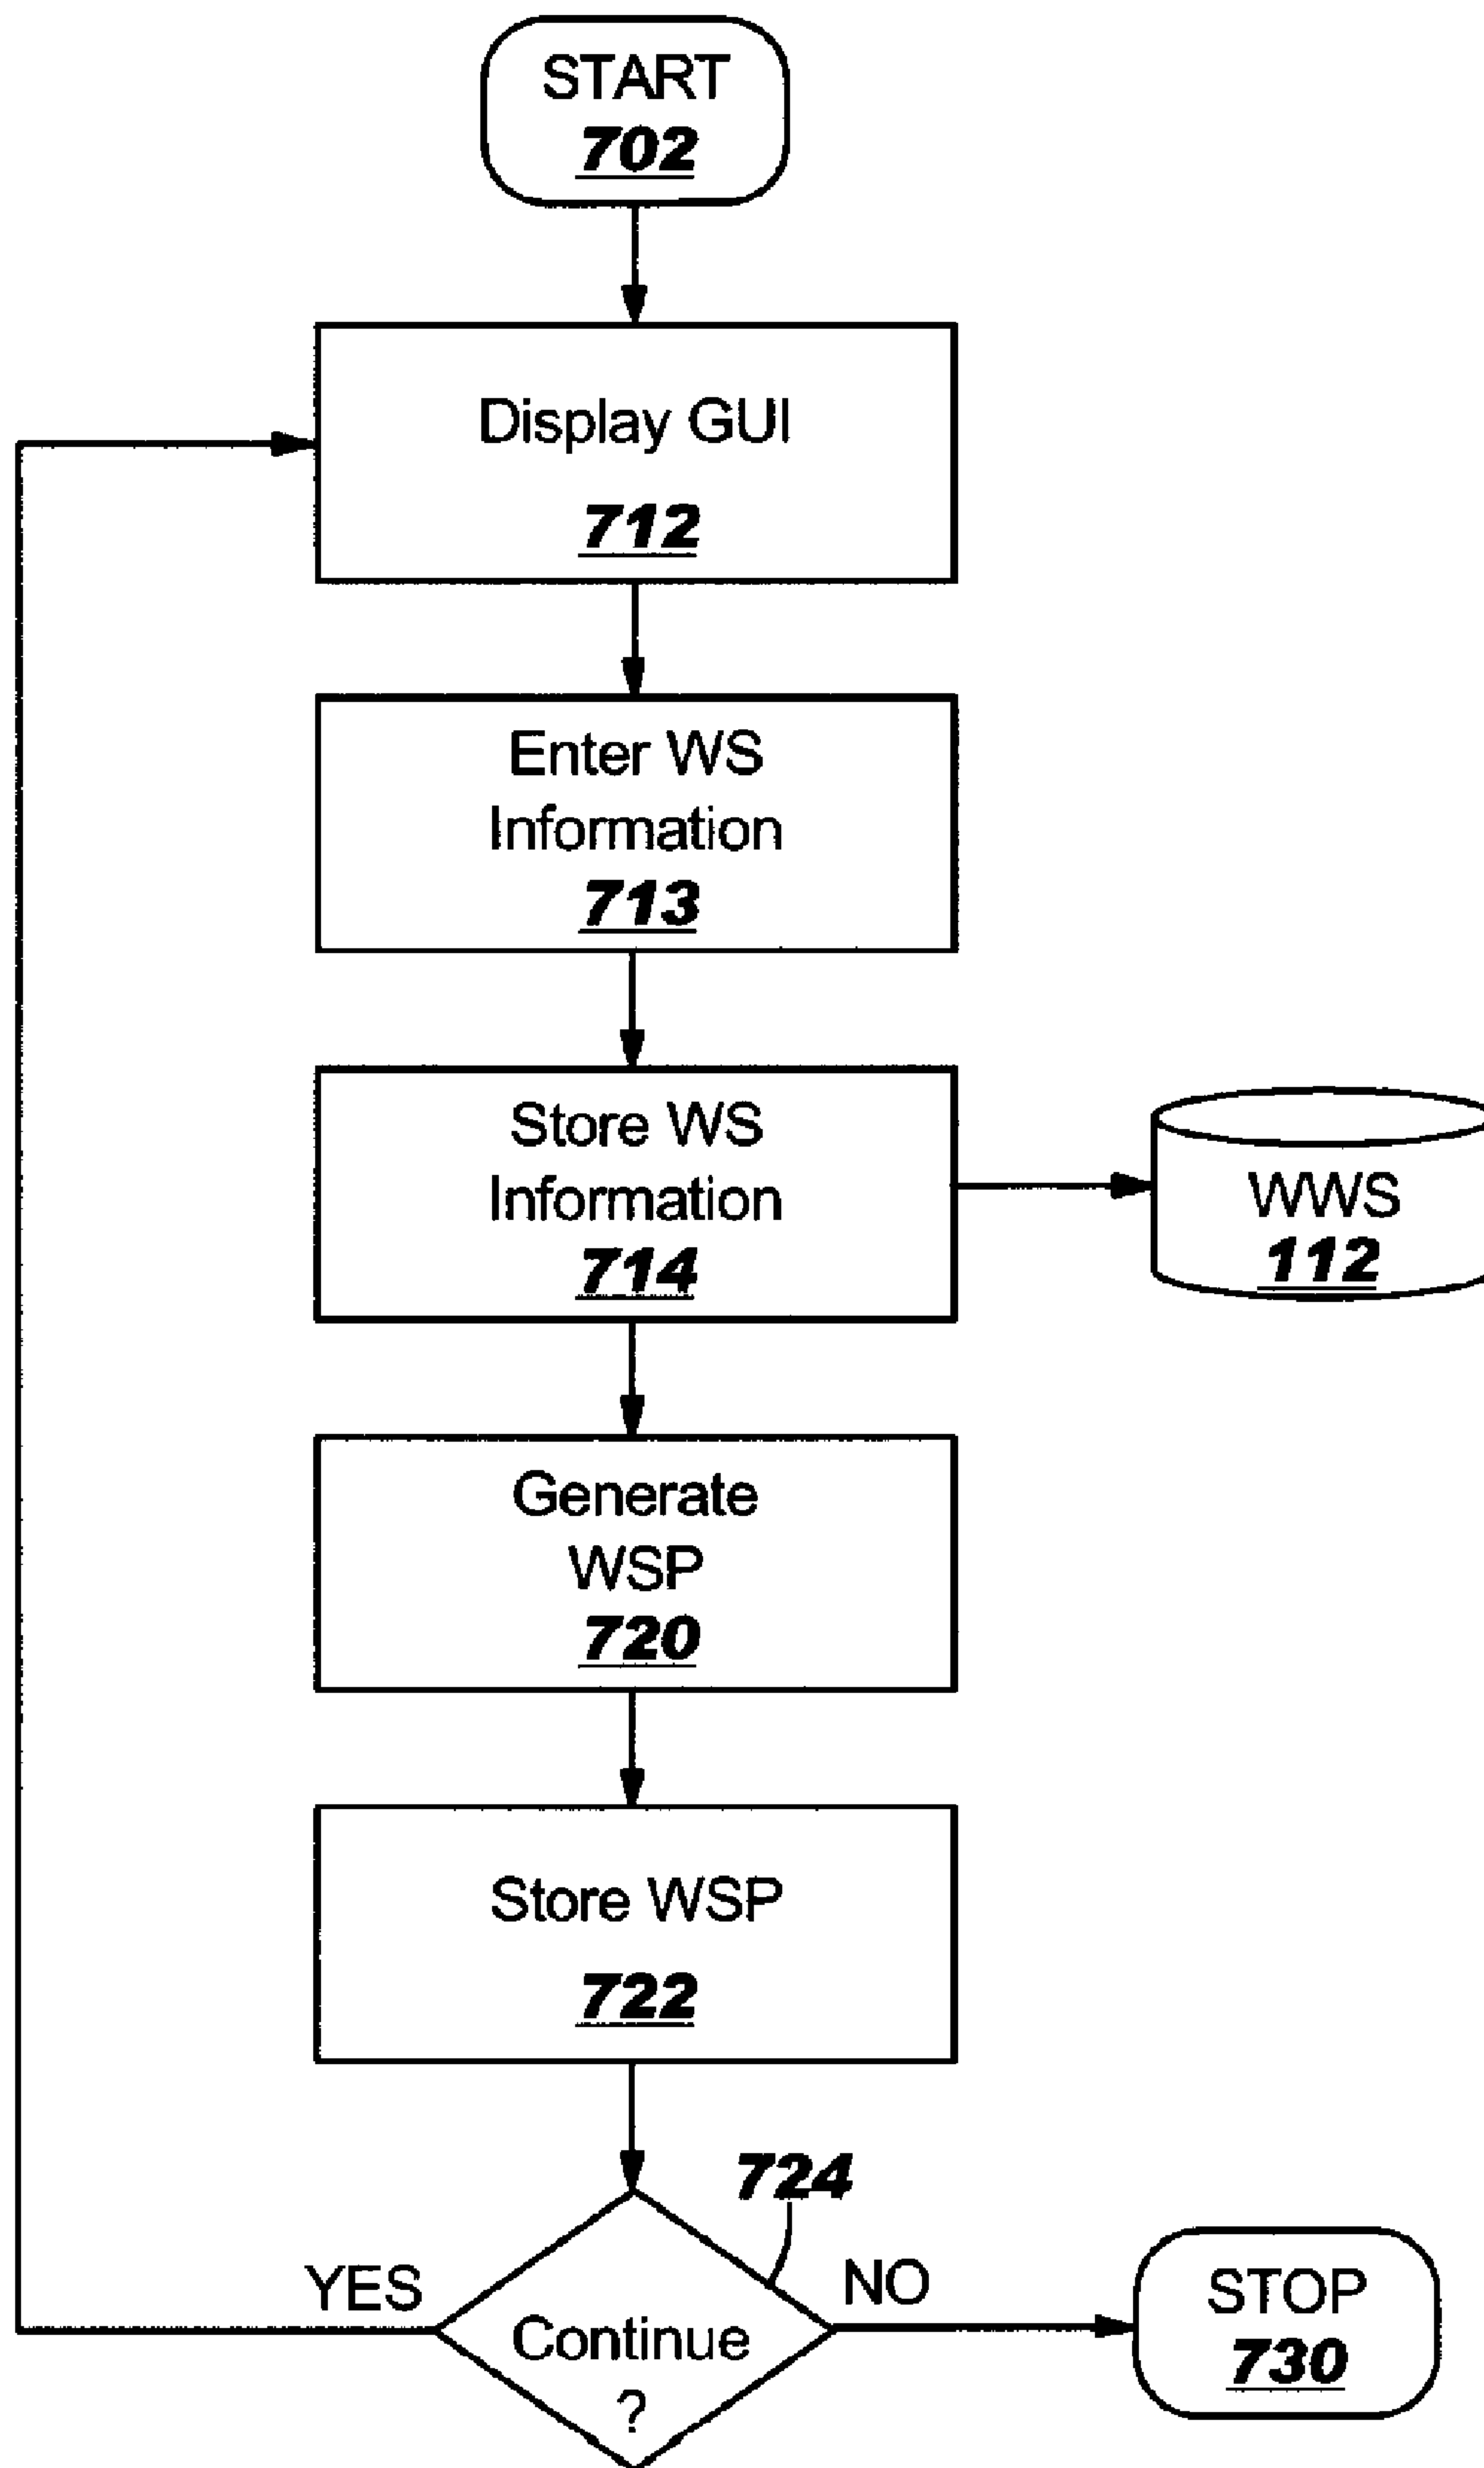 START
702
Display GUI
712
Enter WS
Information
713
Store WS
Information
714
WWS
112
Generate
WSP
720
Store WSP
722
724
YES
Continue
?
NO
STOP
730